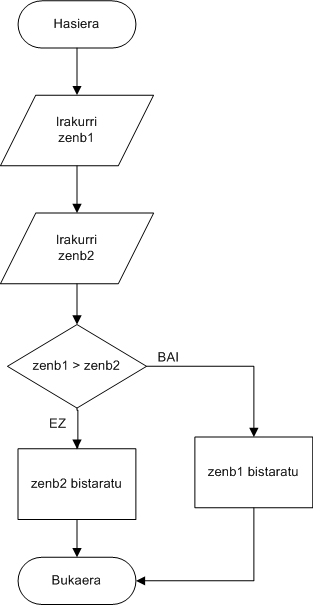 Hasiera
Irakurri
zenb1
Irakurri
zenb2
zenb1 > zenb2
BAI
EZ
zenb2 bistaratu
zenb1 bistaratu
Bukaera